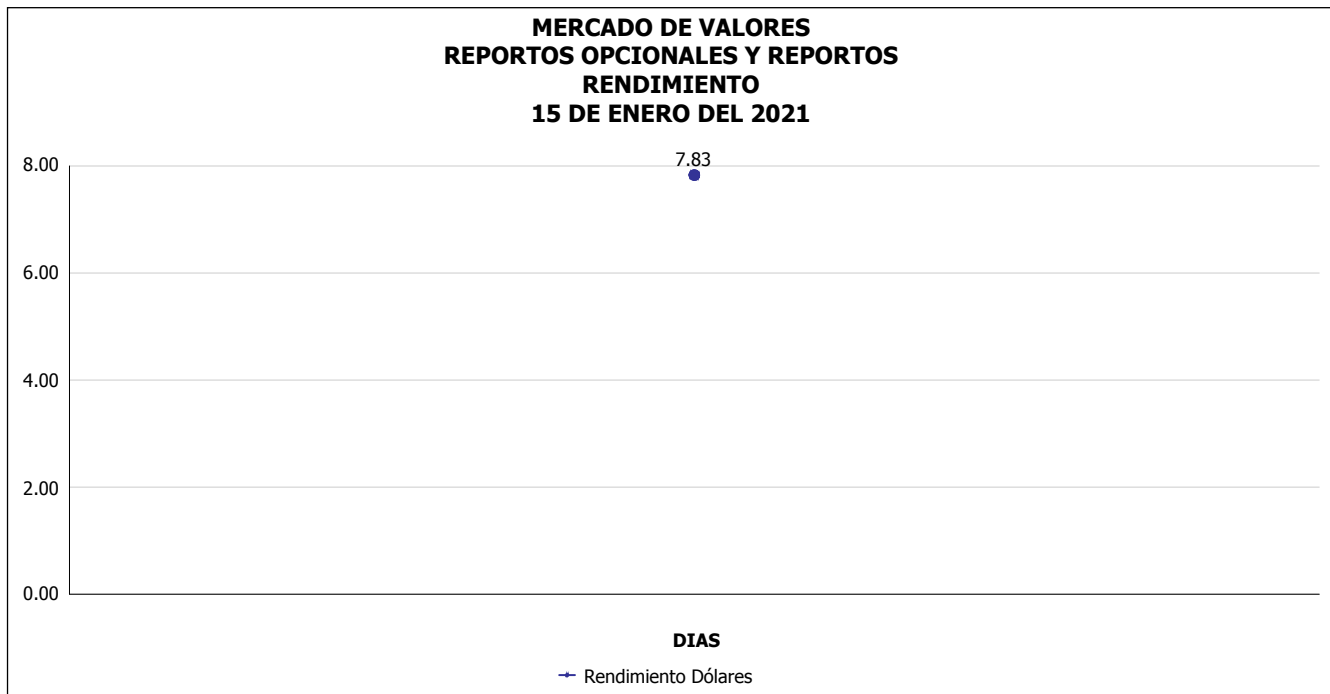 MERCADO DE VALORES
REPORTOS OPCIONALES Y REPORTOS
RENDIMIENTO
15 DE ENERO DEL 2021
7.83
8.00
6.00
4.00
2.00
0.00
DIAS
Rendimiento Dólares